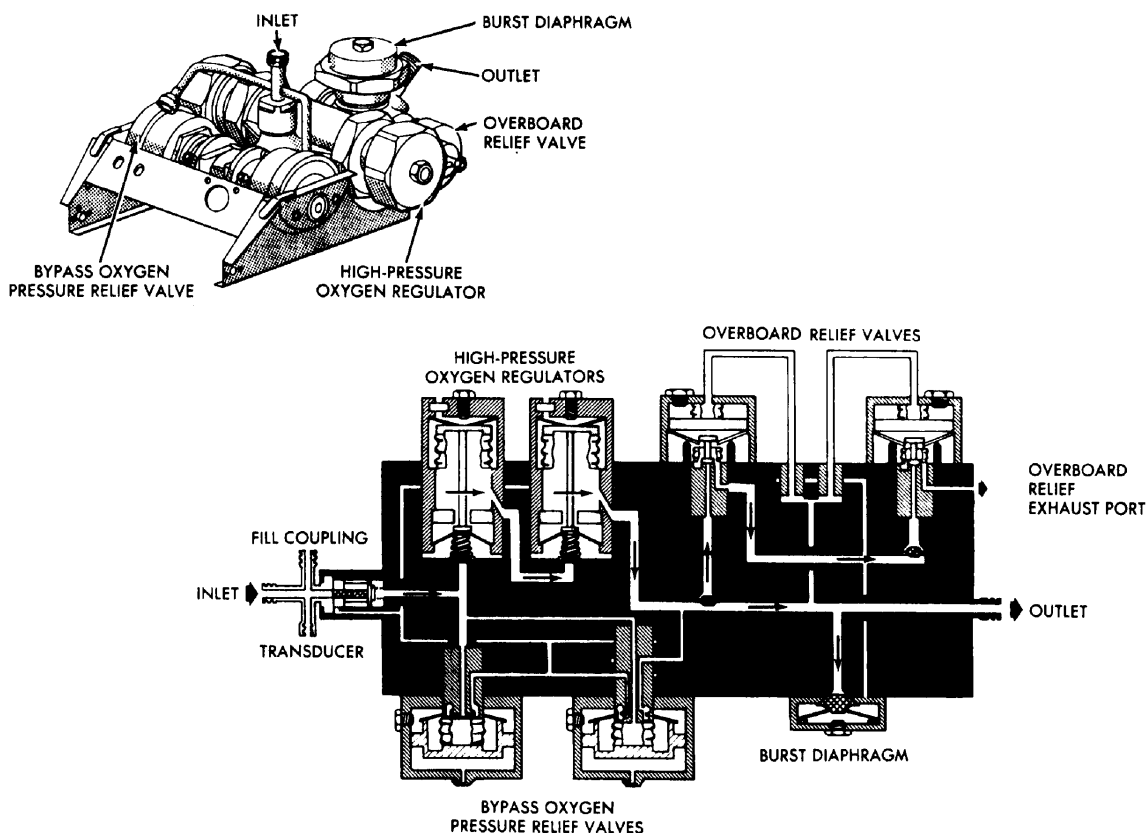 INLET
BURST DIAPHRAGM
OUTLET
OVERBOARD
RELIEF VALVE
BYPASS OXYGEN
PRESSURE RELIEF VALVE
HIGH-PRESSURE
OXYGEN REGULATOR
OVERBOARD RELIEF VALVES
HIGH-PRESSURE
OXYGEN REGULATORS
OVERBOARD
RELIEF
EXHAUST PORT
FILL COUPLING
INLET
OUTLET
TRANSDUCER
BURST DIAPHRAGM
BYPASS OXYGEN
PRESSURE RELIEF VALVES